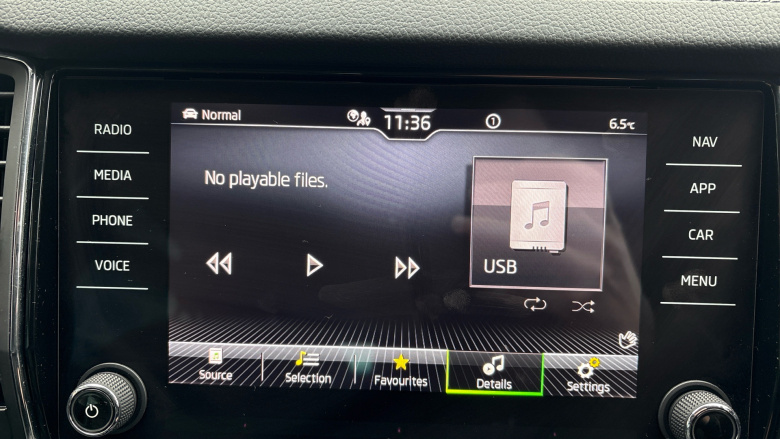 Normal
11:36
1
6.5°C
RADIO
MEDIA
PHONE
VOICE
No playable files.
USB
NAV
APP
CAR
MENU
Source
Selection
Favourites
Details
Settings